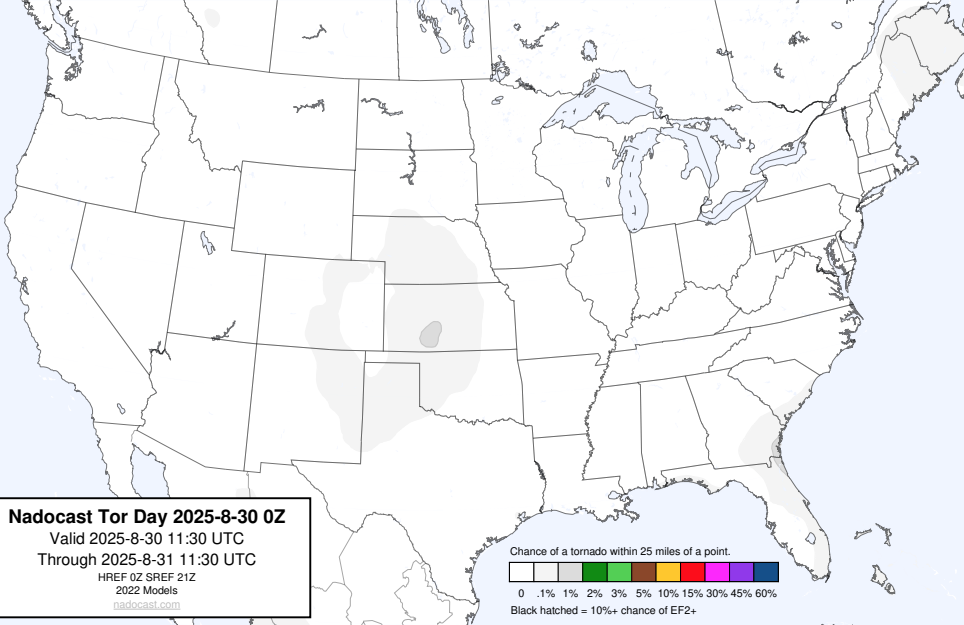 Nadocast Tor Day 2025-8-30 0Z
Valid 2025-8-30 11:30 UTC
Through 2025-8-31 11:30 UTC
HREF 0Z SREF 21Z
2022 Models
nadocast.com
Chance of a tornado within 25 miles of a point.
0 .1% 1% 2% 3% 5% 10% 15% 30% 45% 60%
Black hatched = 10%+ chance of EF2+